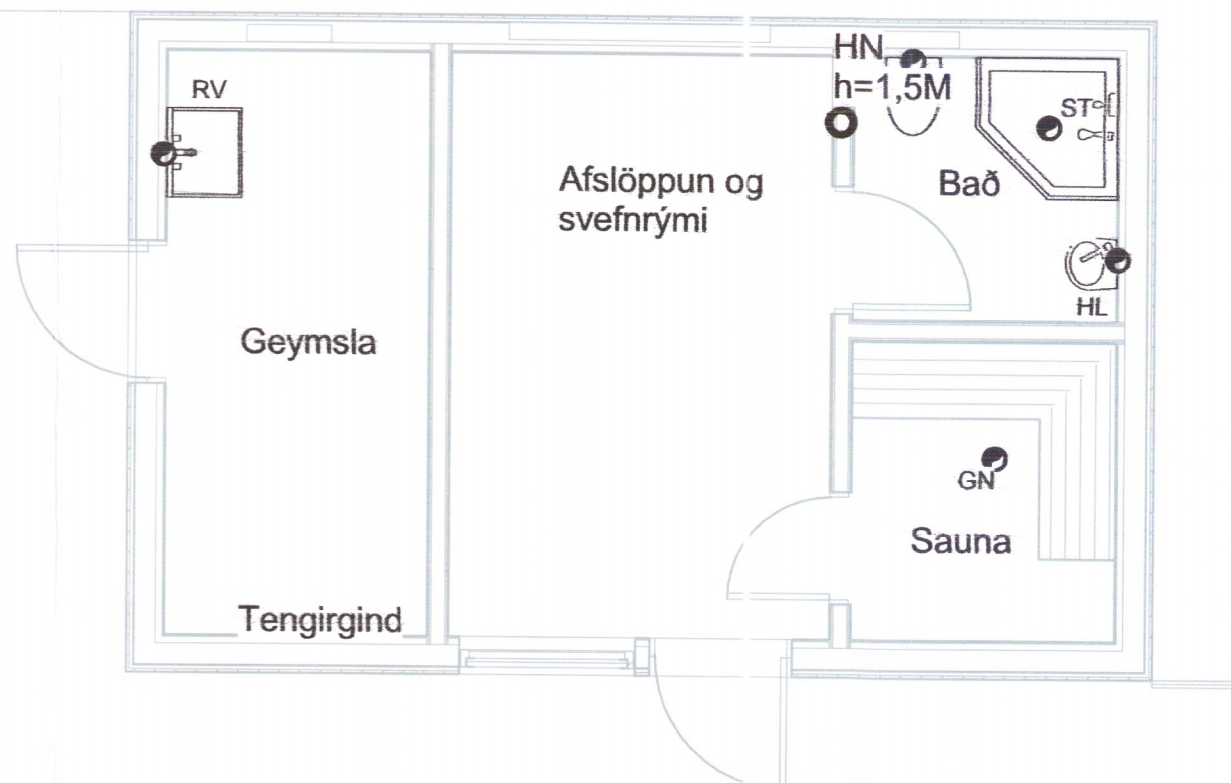 HN
h=1,5M
RV
ST
Afslöppun og
svefnrými
Bað
HL
Geymsla
GN
Sauna
Tengirgind